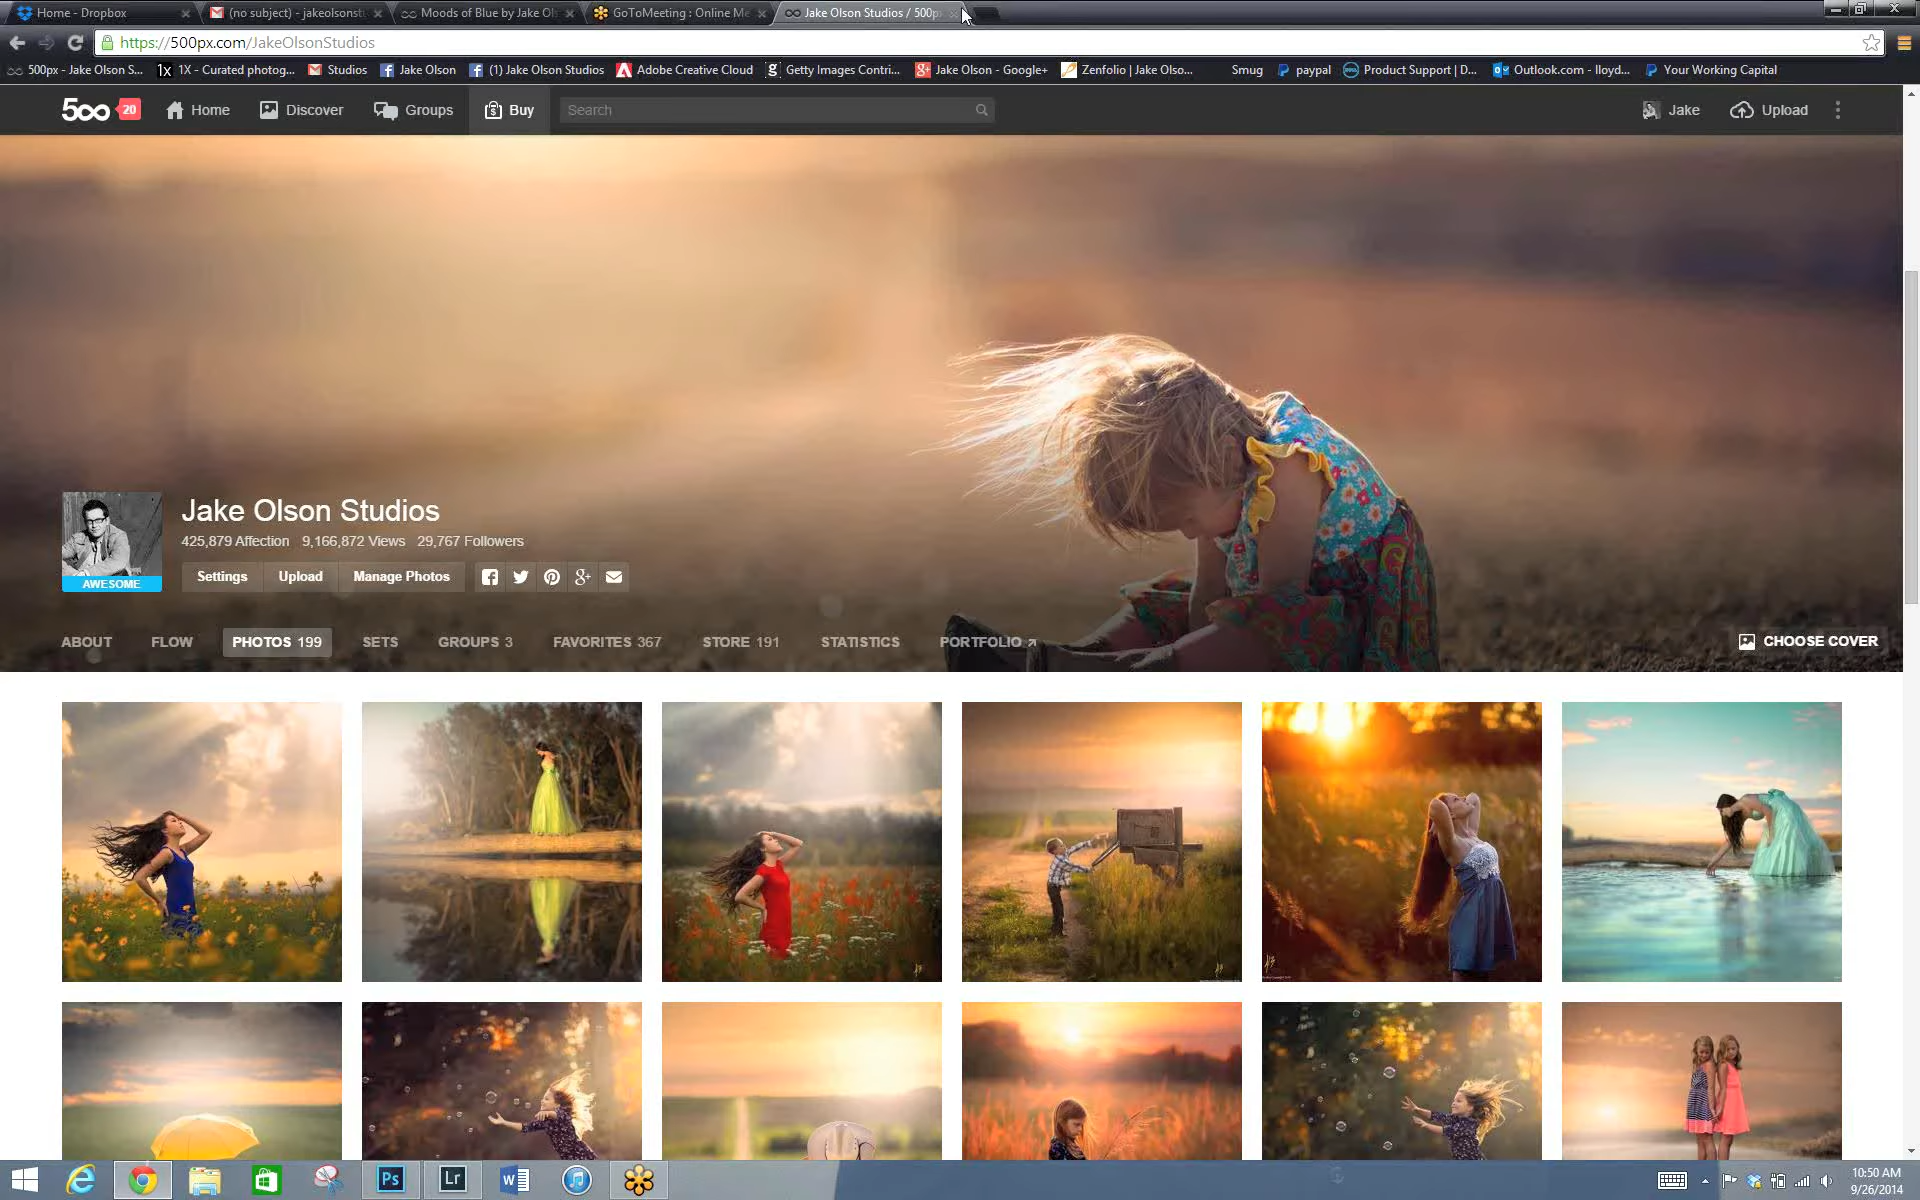 Home - Dropbox
(no subject) - jakeolsonst
Moods of Blue by Jake Ol
GoToMeeting : Online Me
Jake Olson Studios / 500p
https://500px.com/JakeOlsonStudios
500px - Jake Olson S...
1X - Curated photog...
Studios
Jake Olson
(1) Jake Olson Studios
Adobe Creative Cloud
Getty Images Contri...
Jake Olson - Google+
Zenfolio | Jake Olso...
Smug
paypal
Product Support | D...
Outlook.com - lloyd...
Your Working Capital
500
20
Home
Discover
Groups
Buy
Search
Jake
Upload
Jake Olson Studios
425,879 Affection 9,166,872 Views 29,767 Followers
AWESOME
Settings
Upload
Manage Photos
ABOUT
FLOW
PHOTOS 199
SETS
GROUPS 3
FAVORITES 367
STORE 191
STATISTICS
PORTFOLIO
CHOOSE COVER
Ps
Lr
10:50 AM
9/26/2014